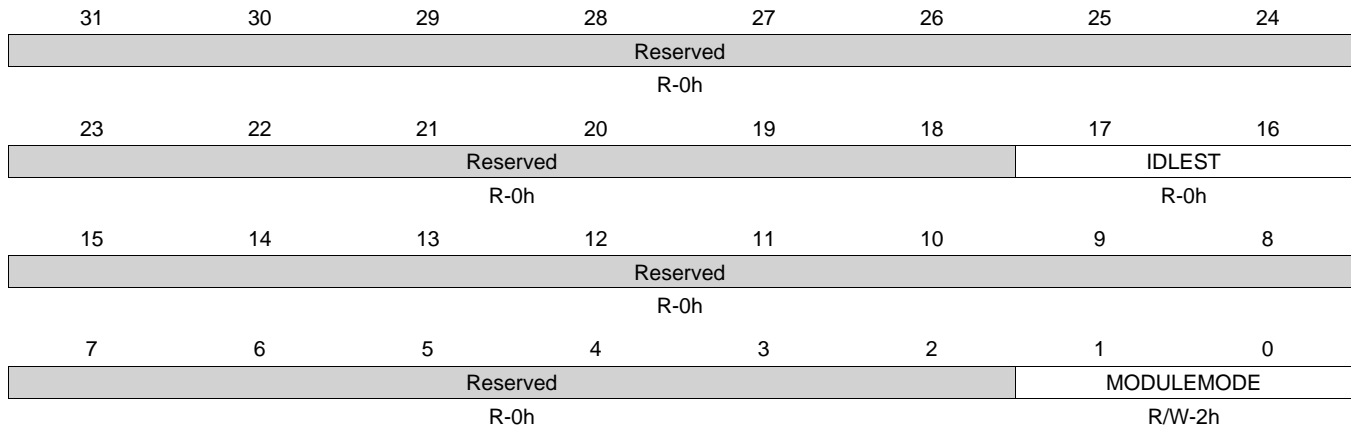 31 30 29 28 27 26 25 24
Reserved
R-0h
23 22 21 20 19 18 17 16
Reserved IDLEST
R-0h R-0h
15 14 13 12 11 10 9 8
Reserved
R-0h
7 6 5 4 3 2 1 0
Reserved MODULEMODE
R-0h R/W-2h